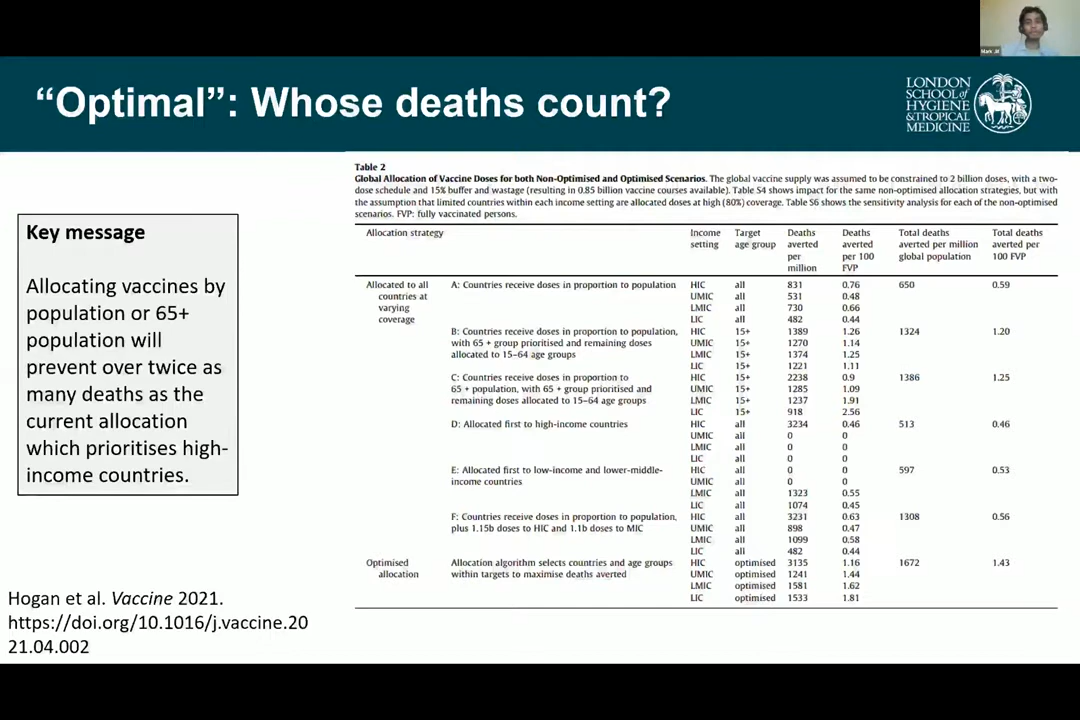 Mark Jit
“Optimal”: Whose deaths count?
LONDON
SCHOOL of
HYGIENE
& TROPICAL
MEDICINE
Key message
Allocating vaccines by
population or 65+
population will
prevent over twice as
many deaths as the
current allocation
which prioritises high-
income countries.
Hogan et al. Vaccine 2021.
https://doi.org/10.1016/j.vaccine.20
21.04.002
Table 2
Global Allocation of Vaccine Doses for both Non-Optimised and Optimised Scenarios. The global vaccine supply was assumed to be constrained to 2 billion doses, with a two-
dose schedule and 15% buffer and wastage (resulting in 0.85 billion vaccine courses available). Table S4 shows impact for the same non-optimised allocation strategies, but with
the assumption that limited countries within each income setting are allocated doses at high (80%) coverage. Table S6 shows the sensitivity analysis for each of the non-optimised
scenarios. FVP: fully vaccinated persons.
Allocation strategy Income Target Deaths Deaths Total deaths Total deaths
setting age group averted averted averted per million averted per
per per 100 global population 100 FVP
million FVP
Allocated to all A: Countries receive doses in proportion to population HIC all 831 0.76 650 0.59
countries at UMIC all 531 0.48
varying LMIC all 730 0.66
coverage LIC all 482 0.44
B: Countries receive doses in proportion to population, HIC 15+ 1389 1.26 1324 1.20
with 65 + group prioritised and remaining doses UMIC 15+ 1270 1.14
allocated to 15–64 age groups LMIC 15+ 1374 1.25
LIC 15+ 1221 1.11
C: Countries receive doses in proportion to HIC 15+ 2238 0.9 1386 1.25
65 + population, with 65 + group prioritised and UMIC 15+ 1285 1.09
remaining doses allocated to 15–64 age groups LMIC 15+ 1237 1.91
LIC 15+ 918 2.56
D: Allocated first to high-income countries HIC all 3234 0.46 513 0.46
UMIC all 0 0
LMIC all 0 0
LIC all 0 0
E: Allocated first to low-income and lower-middle- HIC all 0 0 597 0.53
income countries UMIC all 0 0
LMIC all 1323 0.55
LIC all 1074 0.45
F: Countries receive doses in proportion to population, HIC all 3231 0.63 1308 0.56
plus 1.15b doses to HIC and 1.1b doses to MIC UMIC all 898 0.47
LMIC all 1099 0.58
LIC all 482 0.44
Optimised Allocation algorithm selects countries and age groups HIC optimised 3135 1.16 1672 1.43
allocation within targets to maximise deaths averted UMIC optimised 1241 1.44
LMIC optimised 1581 1.62
LIC optimised 1533 1.81